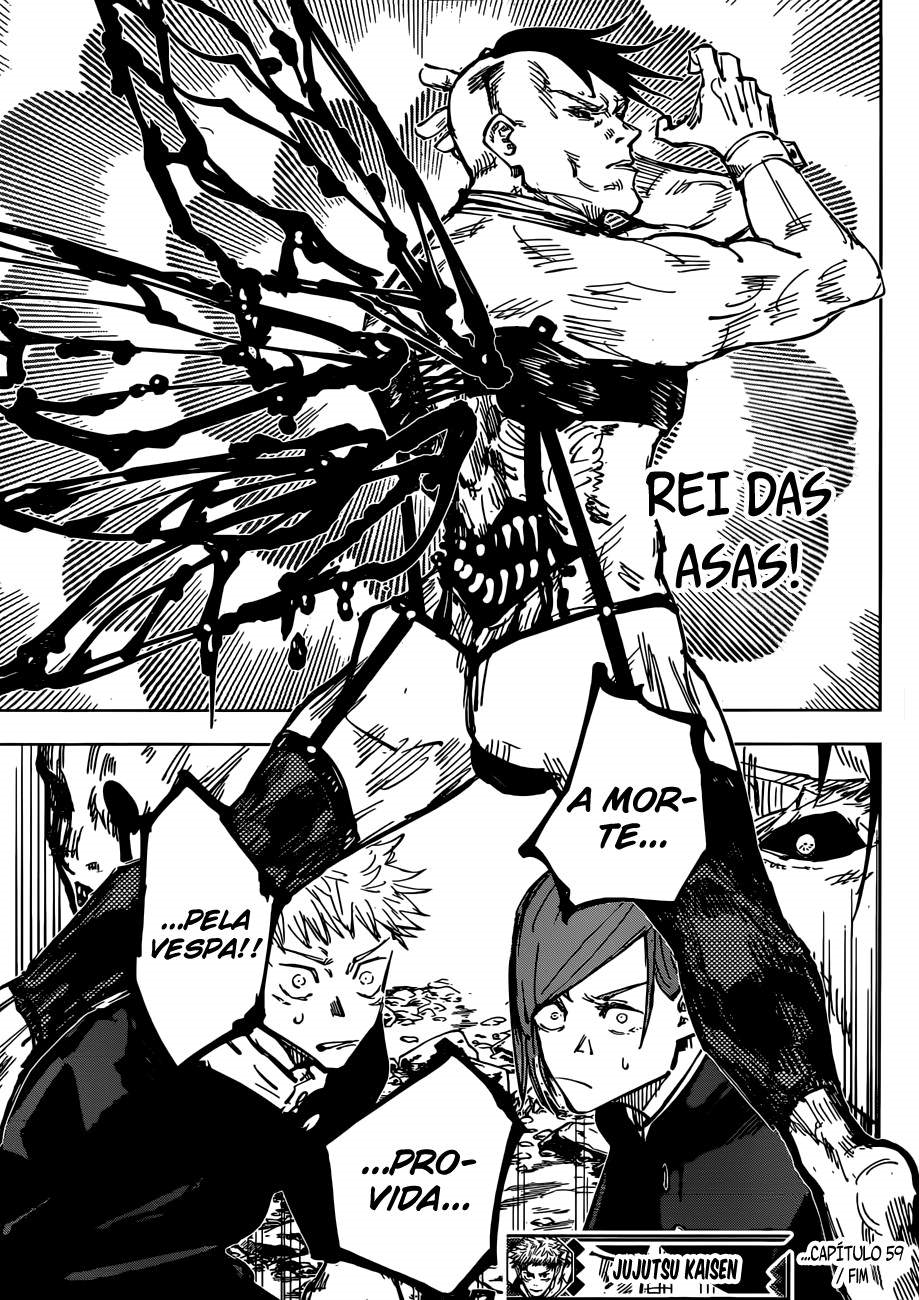 REI DAS
ASAS!
A MOR-
TE...
...PRO-
VIDA...
...PELA
VESPA!!
JUJUTSU KAISEN
...CAPÍTULO 59
/ FIM